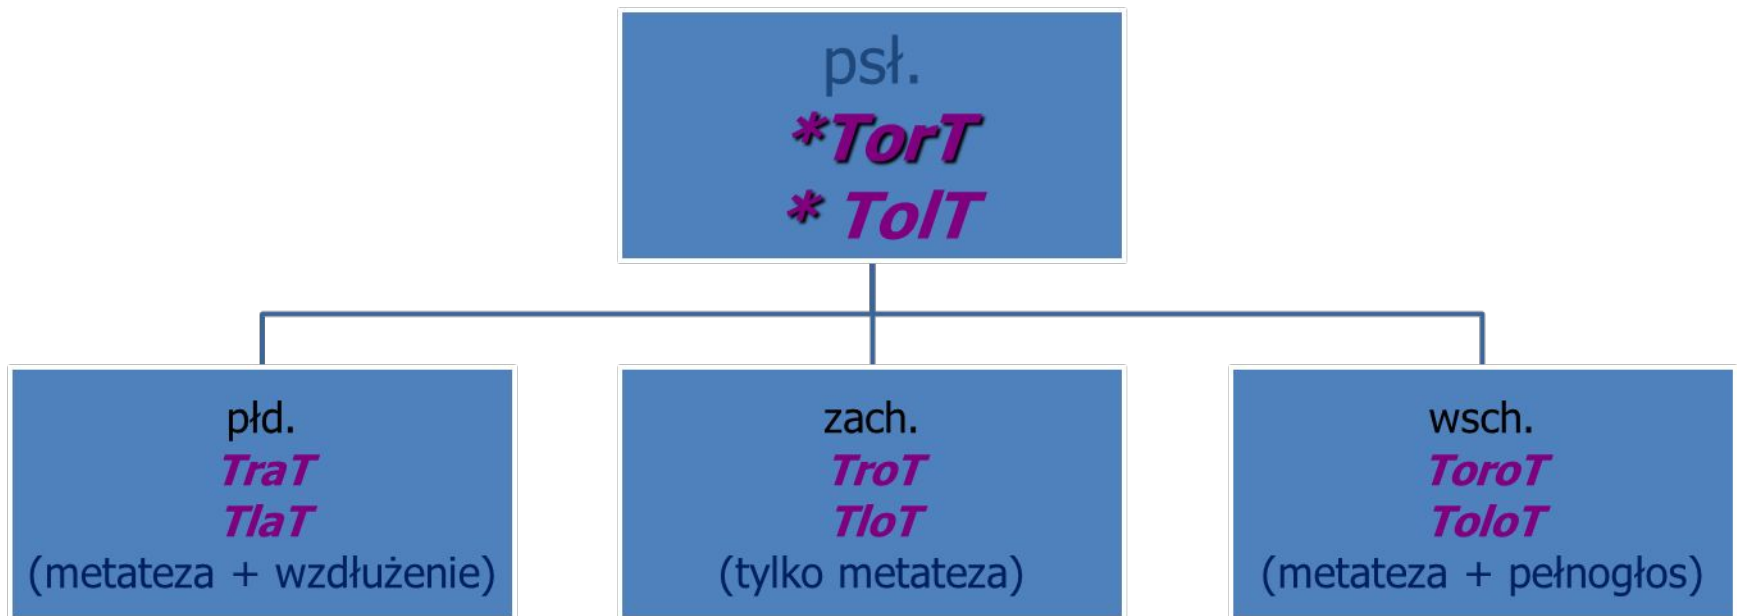 psł.
*TorT
* TolT
płd.
TraT
TlaT
(metateza + wzdłużenie)
zach.
TroT
TloT
(tylko metateza)
wsch.
ToroT
ToloT
(metateza + pełnogłos)